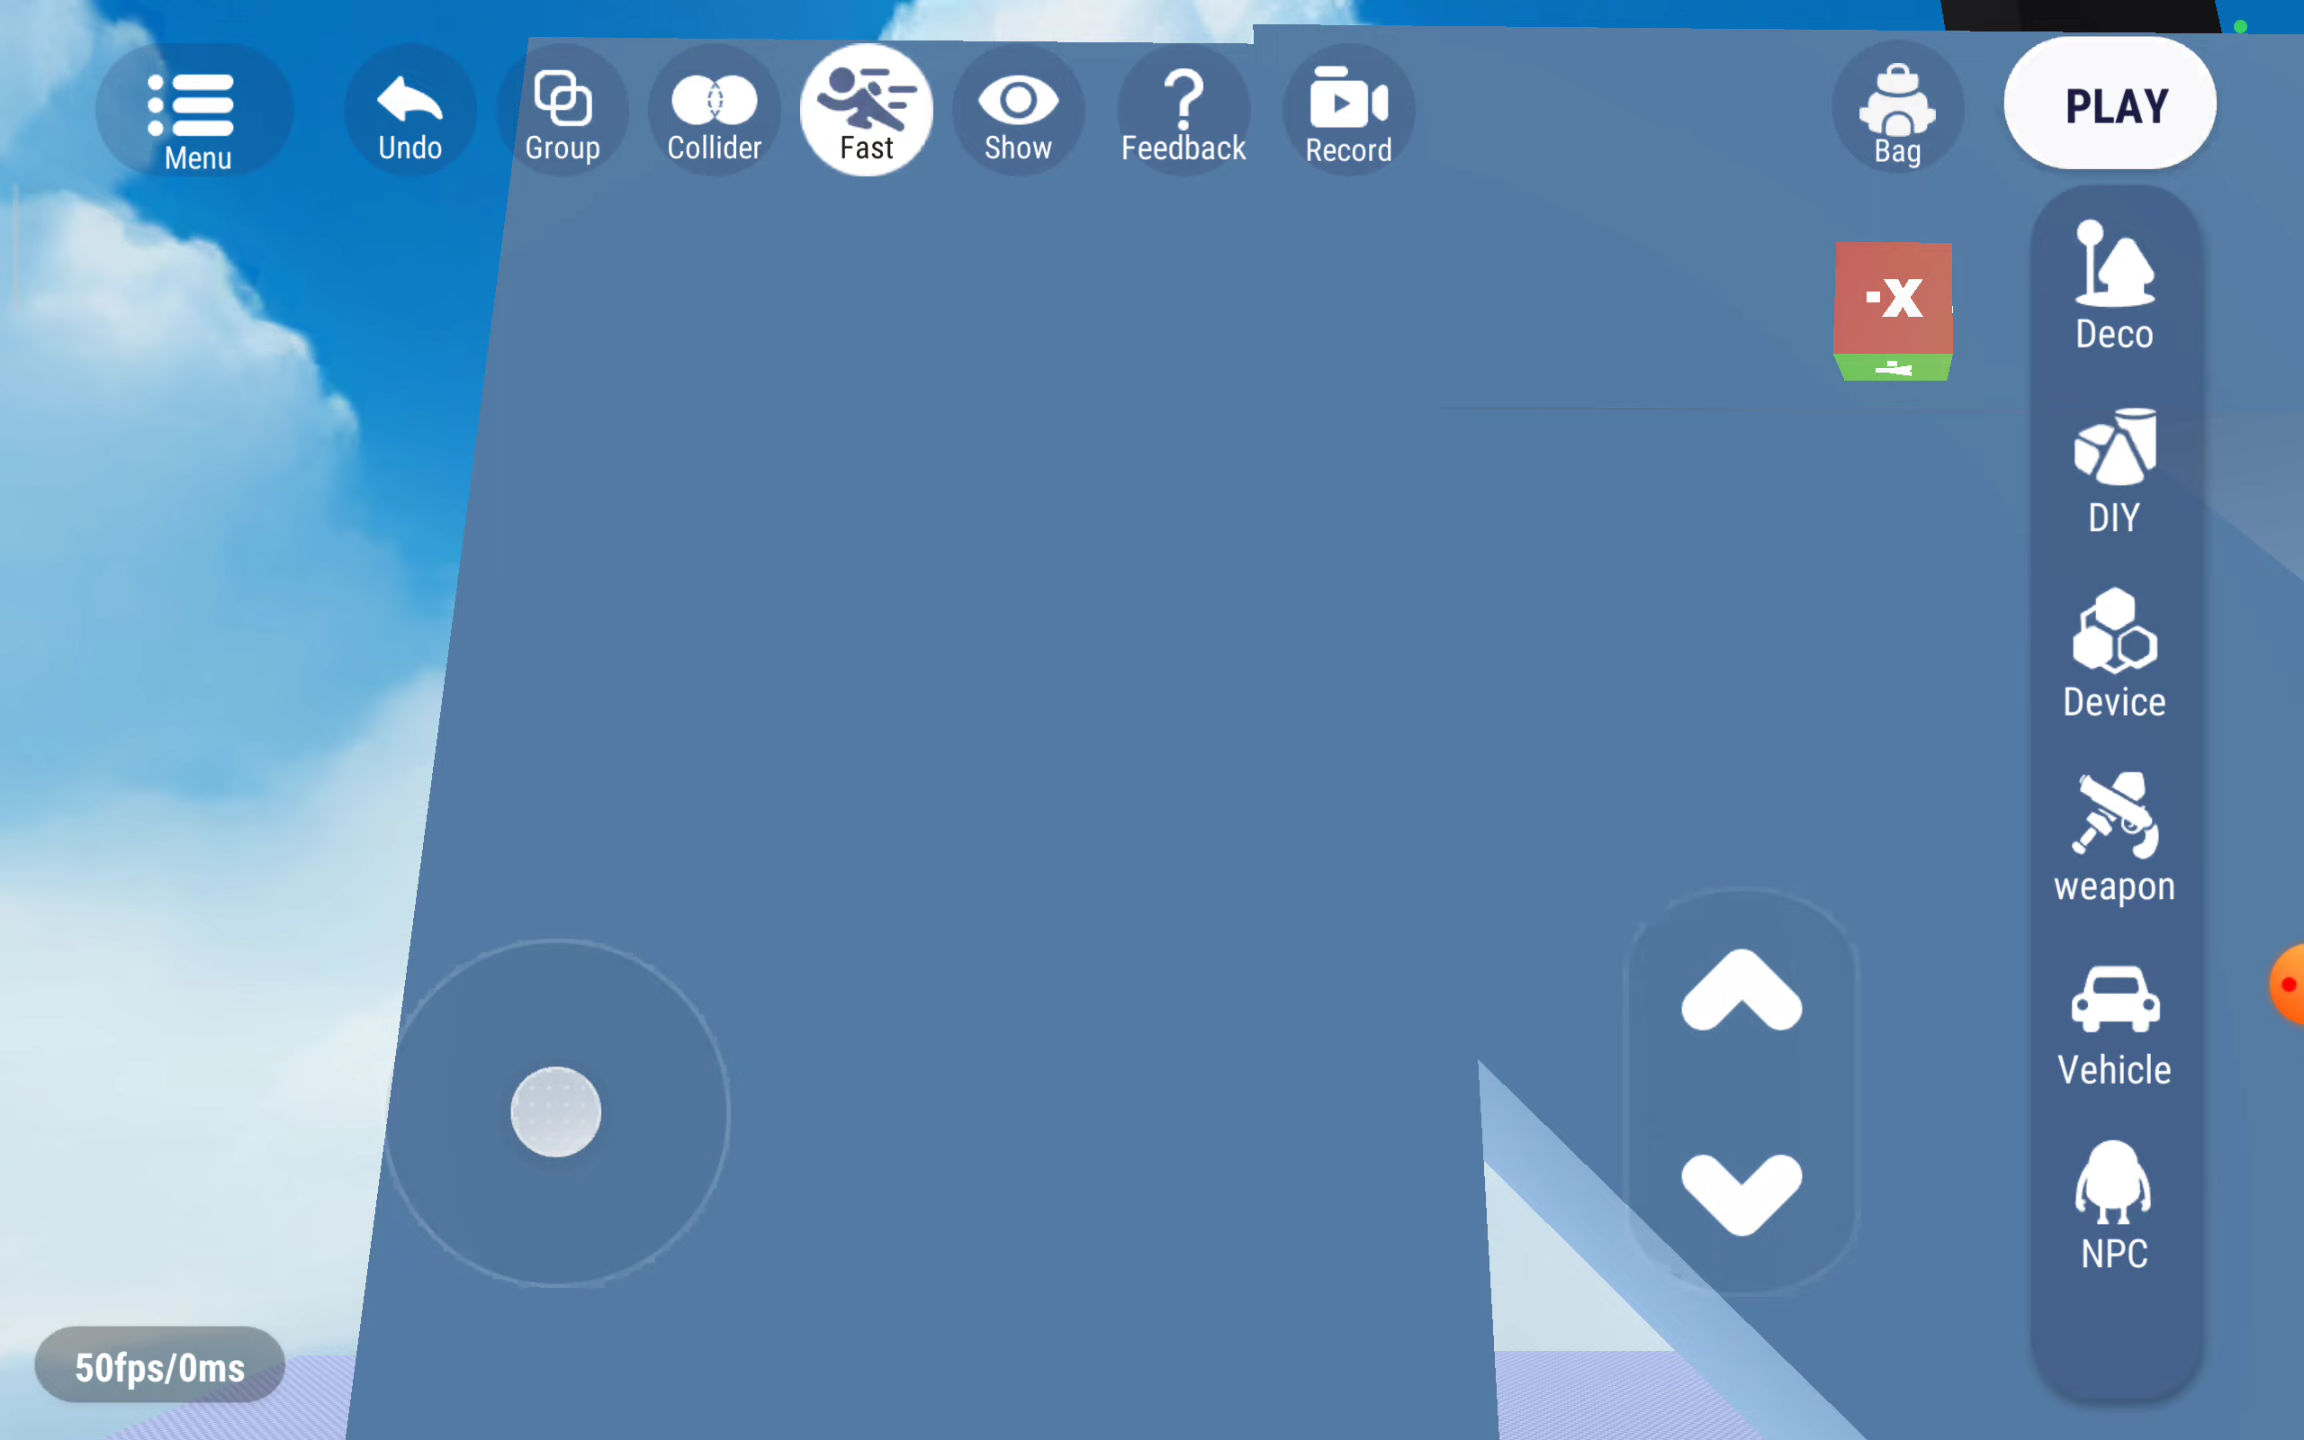 Menu
Undo
Group
Collider
Fast
Show
Feedback
Record
Bag
PLAY
-X
Deco
DIY
Device
weapon
Vehicle
NPC
50fps/0ms